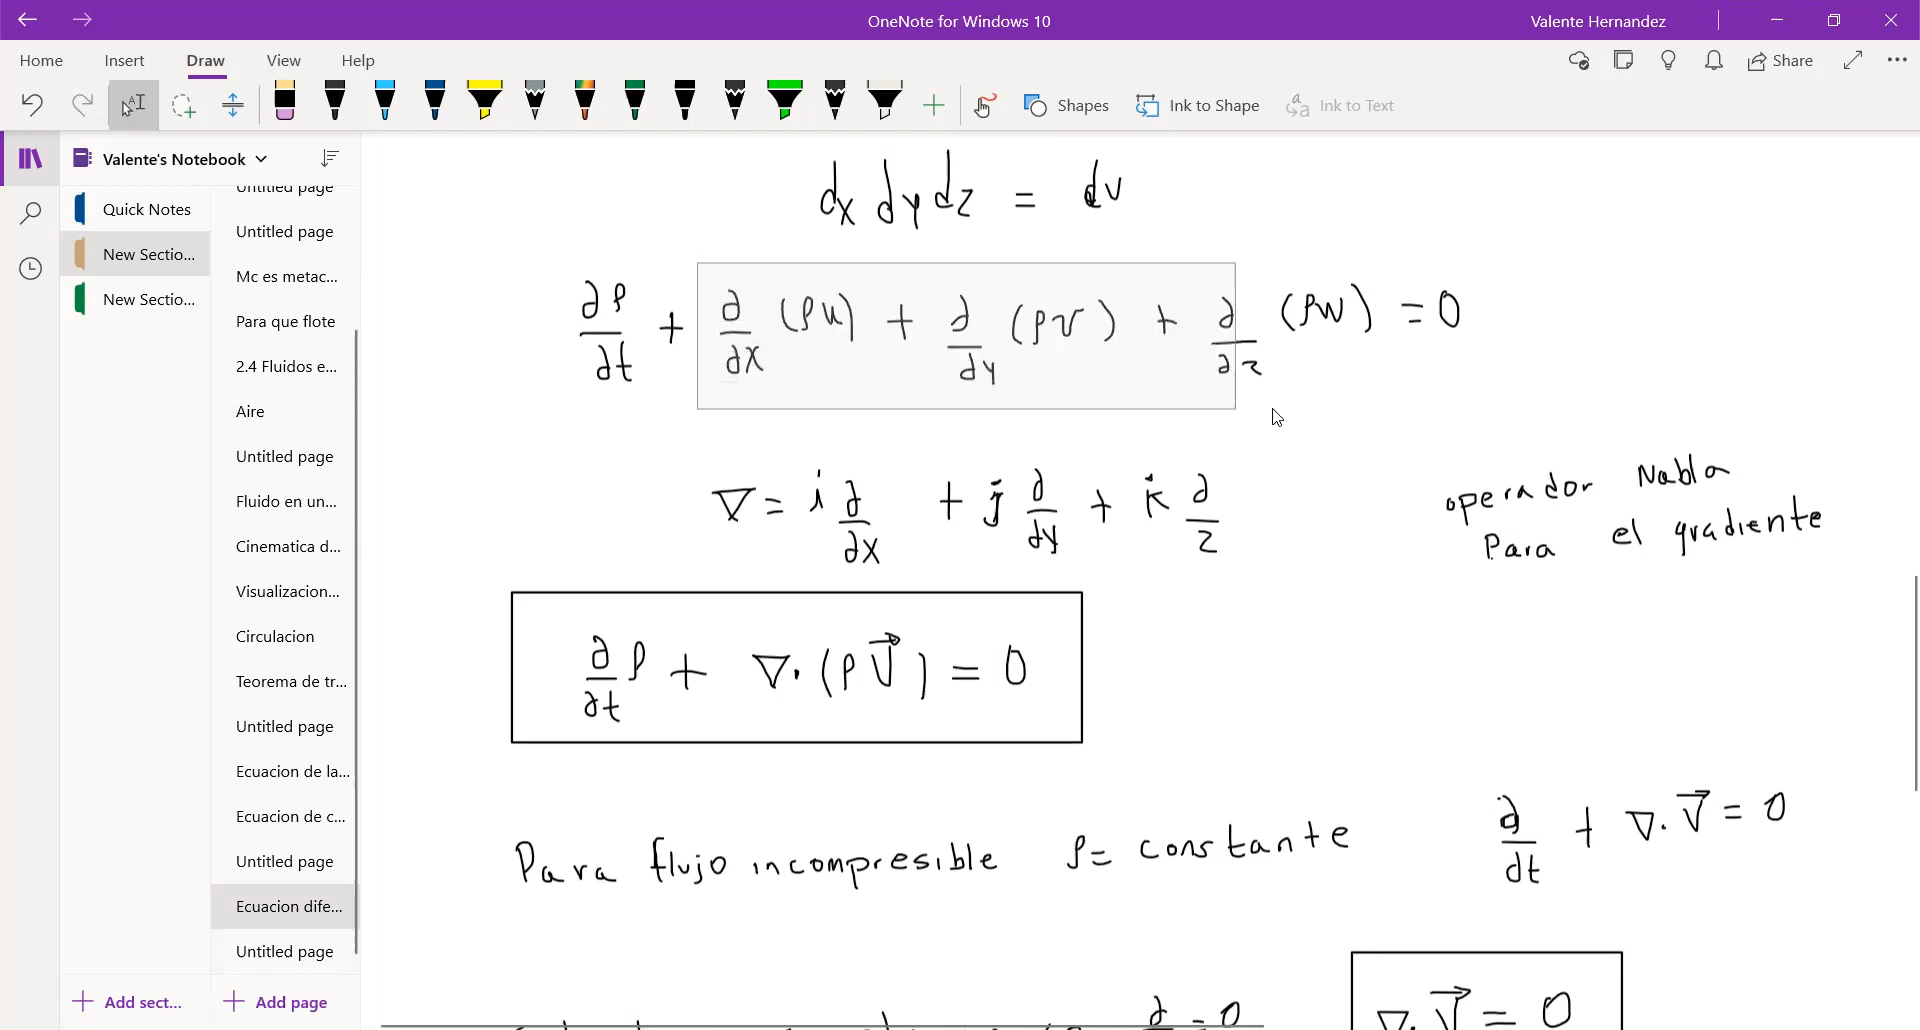 OneNote for Windows 10
Valente Hernandez
Home Insert Draw View Help
Share
Shapes
Ink to Shape
Ink to Text
Valente's Notebook
Quick Notes
New Sectio...
New Sectio...
Untitled page
Untitled page
Mc es metac...
Para que flote
2.4 Fluidos e...
Aire
Untitled page
Fluido en un...
Cinematica d...
Visualizacion...
Circulacion
Teorema de tr...
Untitled page
Ecuacion de la...
Ecuacion de c...
Untitled page
Ecuacion dife...
Untitled page
+ Add sect...
+ Add page
dx dy dz = dv
∂ρ/∂t + ∂/∂x (ρu) + ∂/∂y (ρv) + ∂/∂z (ρw) = 0
∇ = i ∂/∂x + j ∂/∂y + k ∂/z
operador Nabla
Para el gradiente
∂/∂t ρ + ∇·(ρV⃗) = 0
Para flujo incompresible ρ = constante
∂/∂t + ∇·V⃗ = 0
∂ = 0
∇·V⃗ = 0